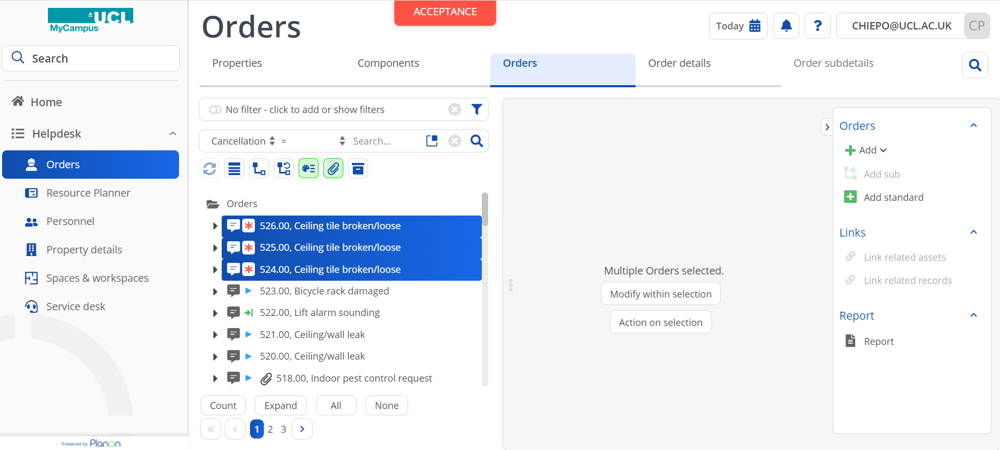 UCL
MyCampus
Search
Home
Helpdesk
Orders
Resource Planner
Personnel
Property details
Spaces & workspaces
Service desk
Powered by Planon
Orders
ACCEPTANCE
Today
?
CHIEPO@UCL.AC.UK
CP
Properties
Components
Orders
Order details
Order subdetails
No filter - click to add or show filters
Cancellation = Search...
Orders
526.00, Ceiling tile broken/loose
525.00, Ceiling tile broken/loose
524.00, Ceiling tile broken/loose
523.00, Bicycle rack damaged
522.00, Lift alarm sounding
521.00, Ceiling/wall leak
520.00, Ceiling/wall leak
518.00, Indoor pest control request
Count
Expand
All
None
1 2 3
Multiple Orders selected.
Modify within selection
Action on selection
Orders
Add
Add sub
Add standard
Links
Link related assets
Link related records
Report
Report